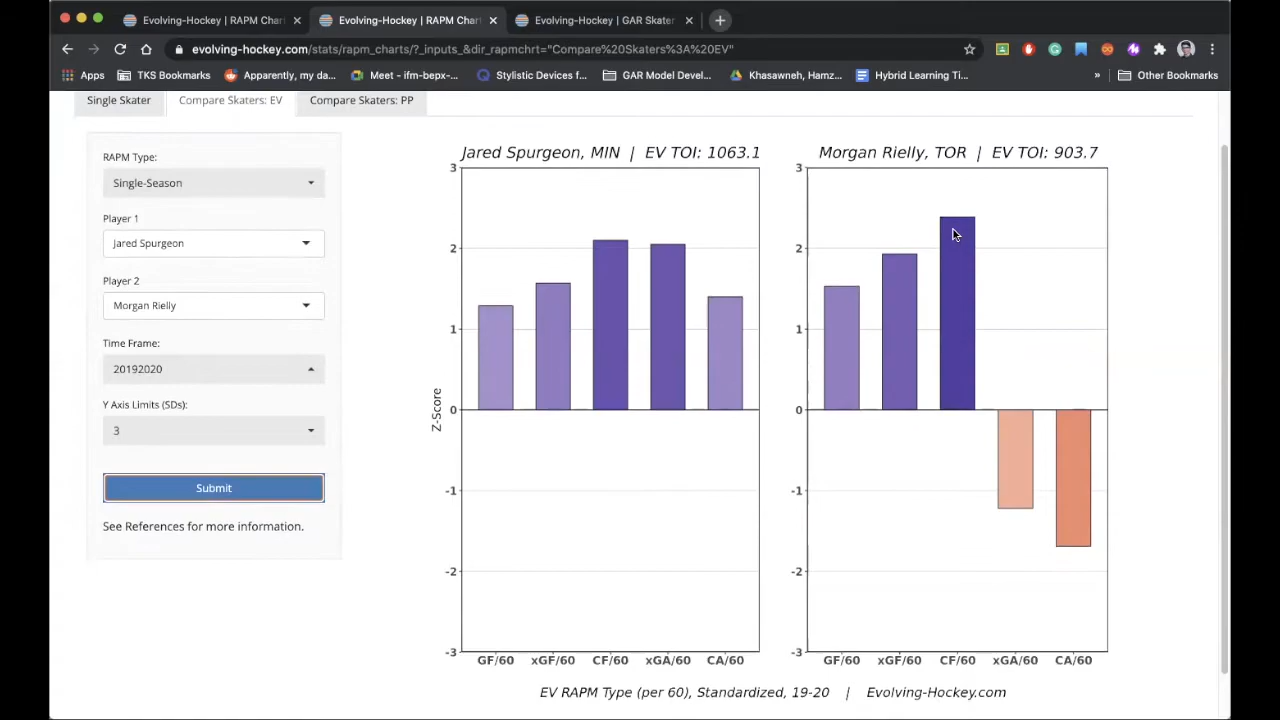 Evolving-Hockey | RAPM Chart
Evolving-Hockey | RAPM Char
Evolving-Hockey | GAR Skater
evolving-hockey.com/stats/rapm_charts/?_inputs_&dir_rapmchrt="Compare%20Skaters%3A%20EV"
Apps
TKS Bookmarks
Apparently, my da...
Meet - ifm-bepx-...
Stylistic Devices f...
GAR Model Devel...
Khasawneh, Hamz...
Hybrid Learning Ti...
»
Other Bookmarks
Single Skater
Compare Skaters: EV
Compare Skaters: PP
RAPM Type:
Single-Season
Player 1
Jared Spurgeon
Player 2
Morgan Rielly
Time Frame:
20192020
Y Axis Limits (SDs):
3
Submit
See References for more information.
Jared Spurgeon, MIN | EV TOI: 1063.1
Morgan Rielly, TOR | EV TOI: 903.7
Z-Score
3
2
1
0
-1
-2
-3
GF/60 xGF/60 CF/60 xGA/60 CA/60
3
2
1
0
-1
-2
-3
GF/60 xGF/60 CF/60 xGA/60 CA/60
EV RAPM Type (per 60), Standardized, 19-20 | Evolving-Hockey.com